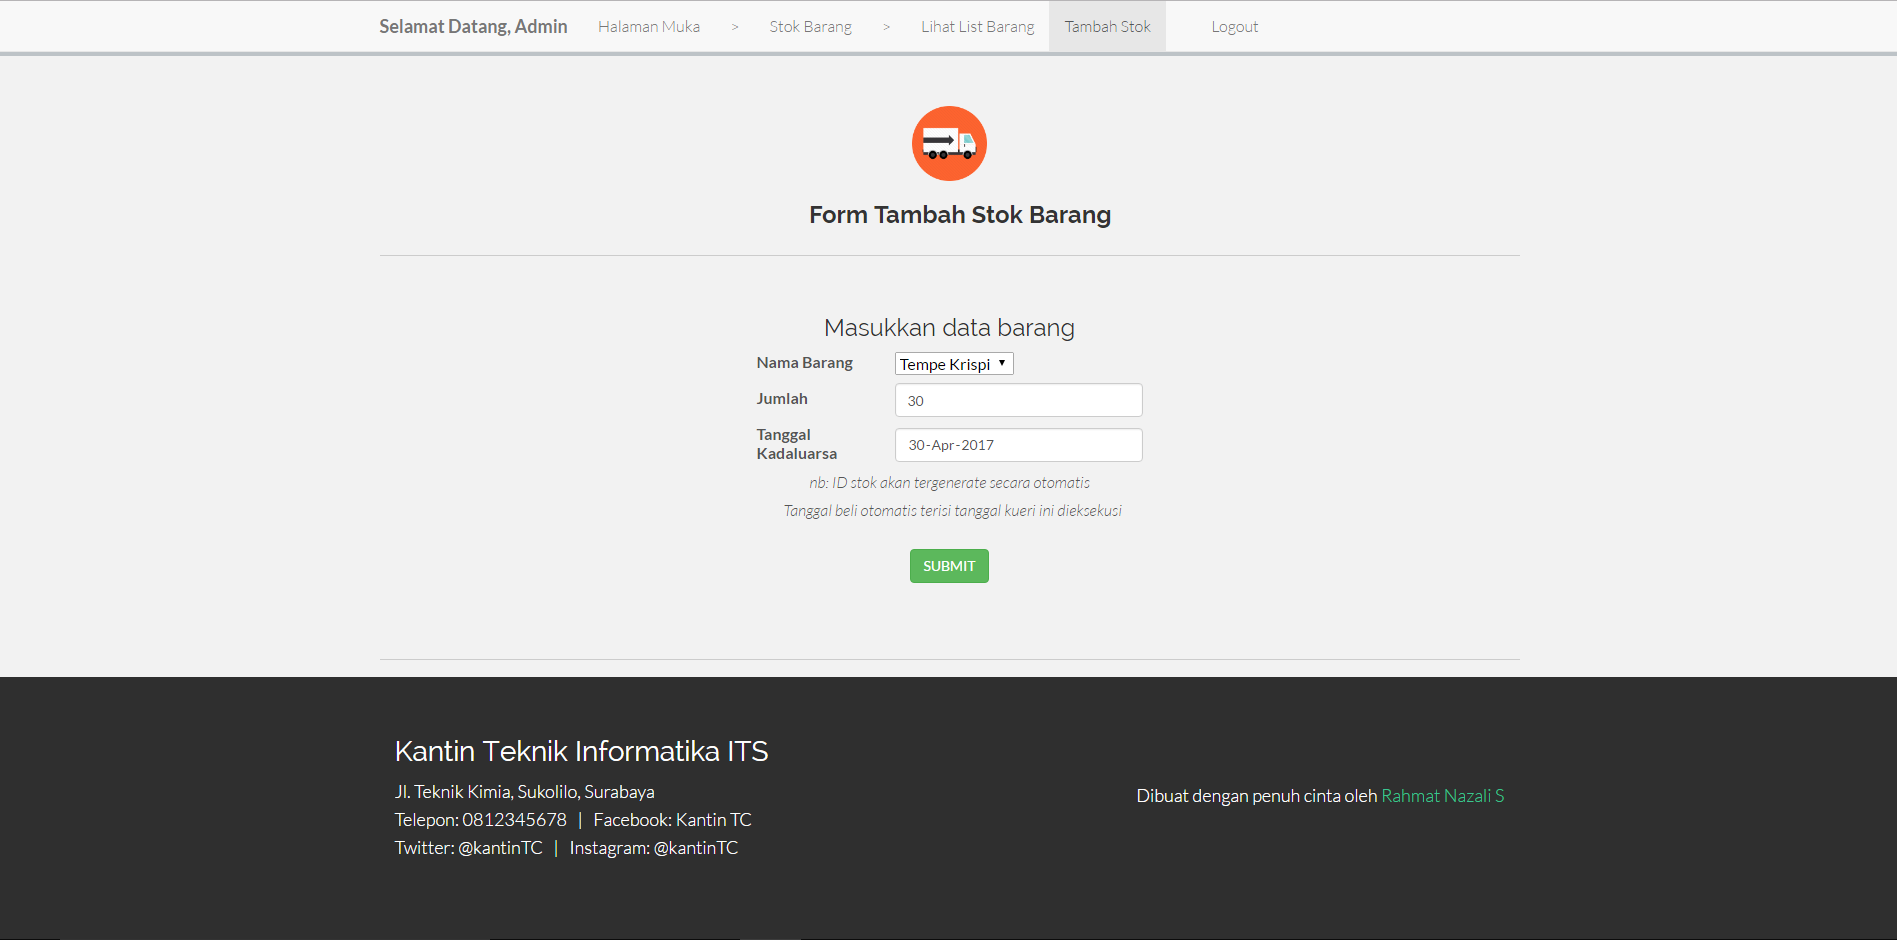 Selamat Datang, Admin Halaman Muka > Stok Barang > Lihat List Barang Tambah Stok Logout
Form Tambah Stok Barang
Masukkan data barang
Nama Barang Tempe Krispi
Jumlah 30
Tanggal Kadaluarsa 30-Apr-2017
nb: ID stok akan tergenerate secara otomatis
Tanggal beli otomatis terisi tanggal kueri ini dieksekusi
SUBMIT
Kantin Teknik Informatika ITS
Jl. Teknik Kimia, Sukolilo, Surabaya
Telepon: 0812345678 | Facebook: Kantin TC
Twitter: @kantinTC | Instagram: @kantinTC
Dibuat dengan penuh cinta oleh Rahmat Nazali S